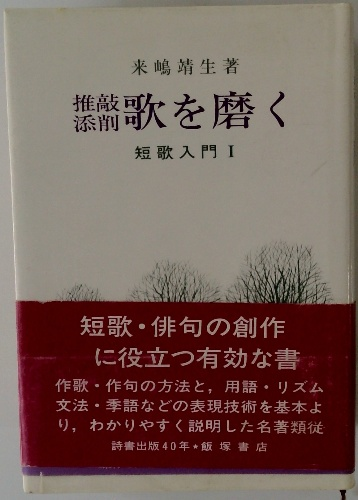 来嶋靖生著
推敲添削 歌を磨く
短歌入門 I
短歌・俳句の創作
に役立つ有効な書
作歌・作句の方法と，用語・リズム
文法・季語などの表現技術を基本よ
り，わかりやすく説明した名著類従
詩書出版40年★飯塚書店